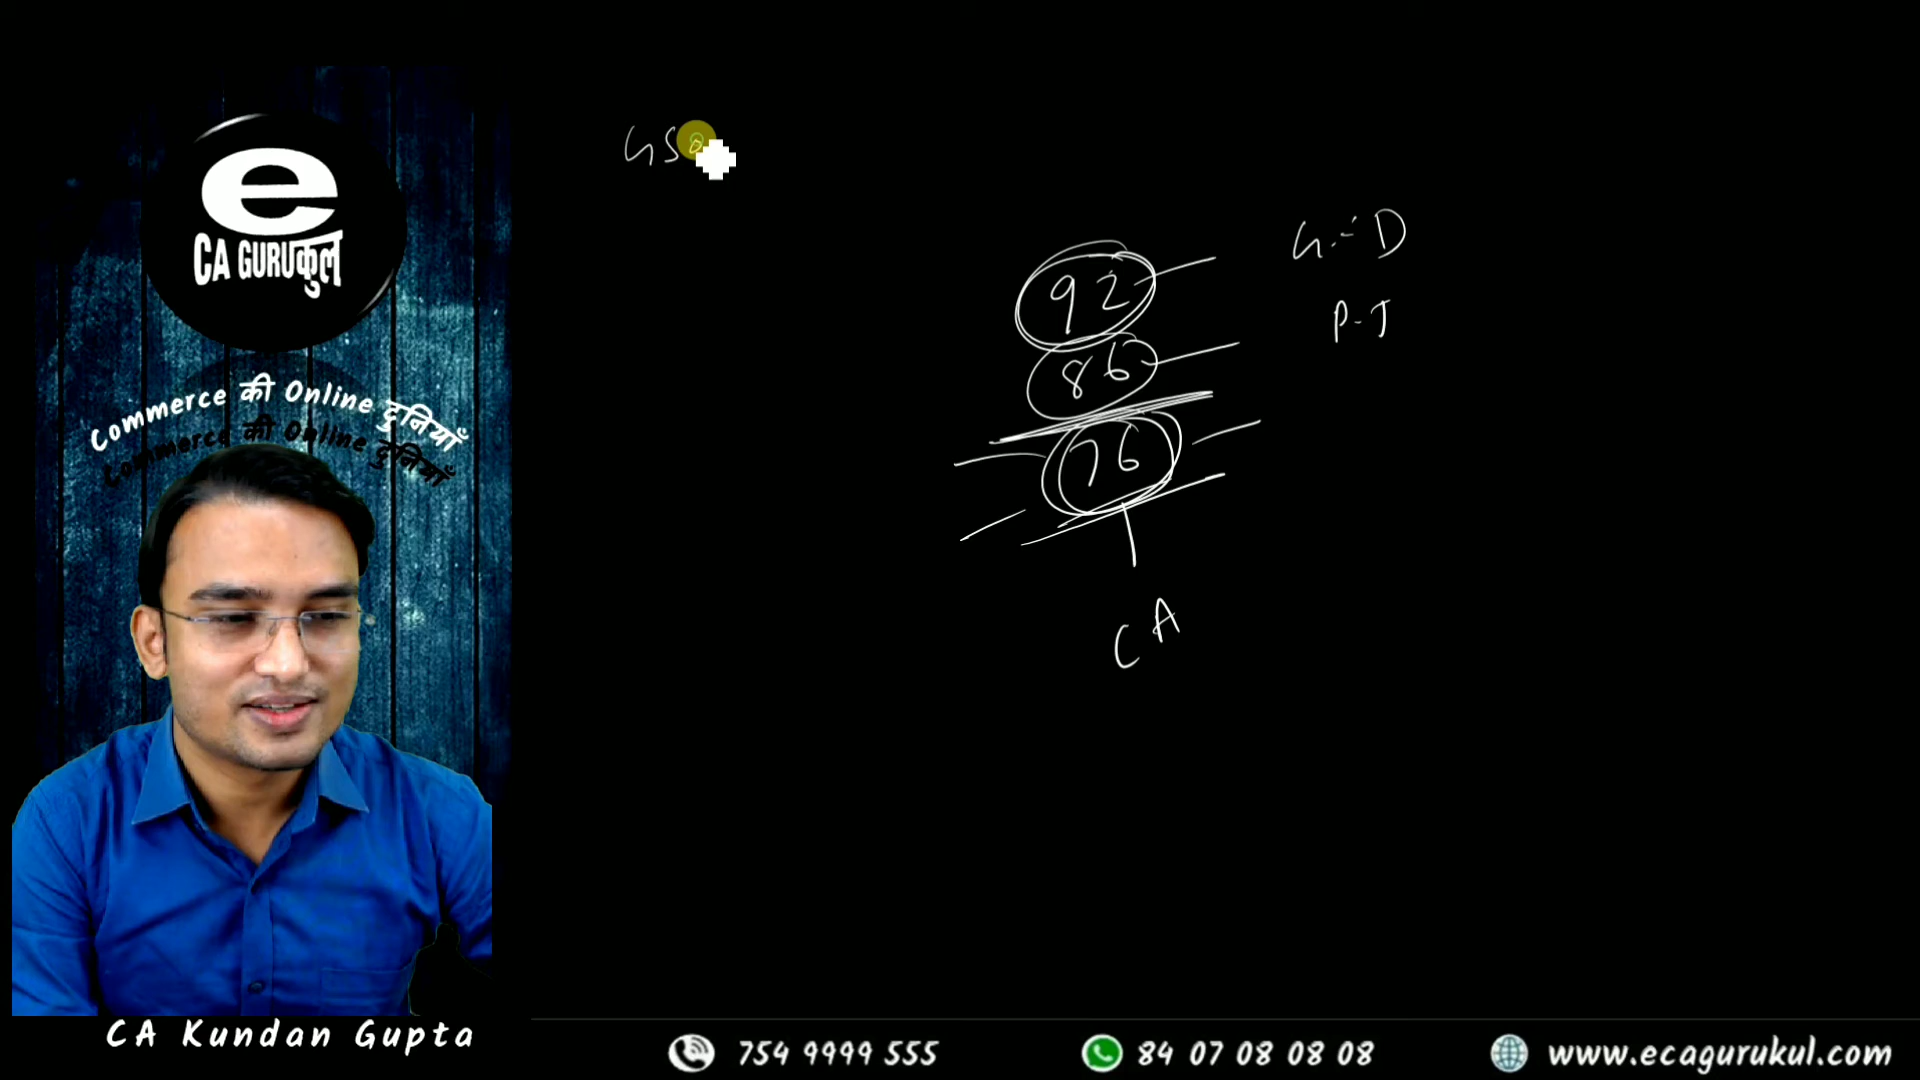 e
CA GURUकुल
Commerce की Online दुनियाँ
Commerce की Online दुनियाँ
92
G.D
86
P.J
76
CA
CA Kundan Gupta
754 9999 555
84 07 08 08 08
www.ecagurukul.com